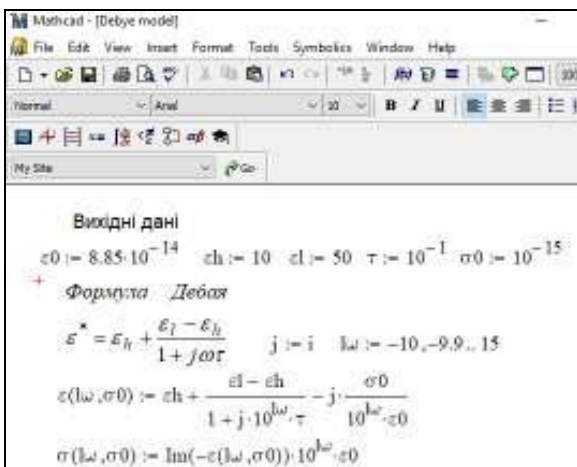 Mathcad - [Debye model]
File Edit View Insert Format Tools Symbolics Window Help
Normal Arial 10 B I U
My Site Go
Вихідні дані
ε0 := 8.85·10^-14 εh := 10 εl := 50 τ := 10^-1 σ0 := 10^-15
Формула Дебая
ε* = ε_h + (ε_l − ε_h)/(1 + jωτ) j := i lω := −10, −9.9 .. 15
ε(lω, σ0) := εh + (εl − εh)/(1 + j·10^lω·τ) − j·σ0/(10^lω·ε0)
σ(lω, σ0) := Im(−ε(lω, σ0))·10^lω·ε0